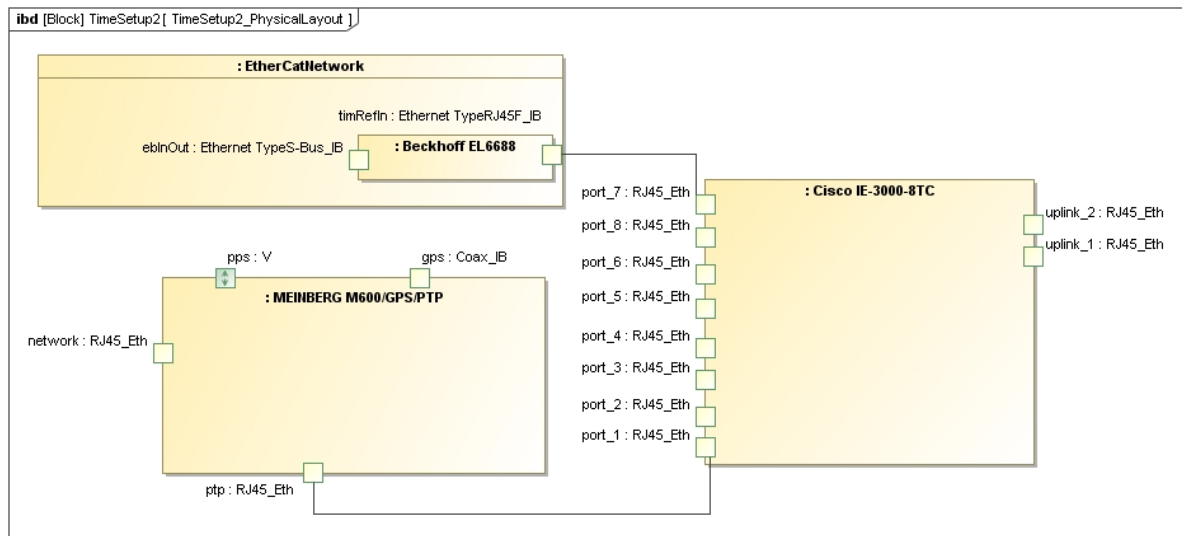 ibd [Block] TimeSetup2[ TimeSetup2_PhysicalLayout ]
: EtherCatNetwork
timRefIn : Ethernet TypeRJ45F_IB
ebInOut : Ethernet TypeS-Bus_IB
: Beckhoff EL6688
: Cisco IE-3000-8TC
port_7 : RJ45_Eth
port_8 : RJ45_Eth
port_6 : RJ45_Eth
port_5 : RJ45_Eth
port_4 : RJ45_Eth
port_3 : RJ45_Eth
port_2 : RJ45_Eth
port_1 : RJ45_Eth
uplink_2 : RJ45_Eth
uplink_1 : RJ45_Eth
pps : V
gps : Coax_IB
: MEINBERG M600/GPS/PTP
network : RJ45_Eth
ptp : RJ45_Eth